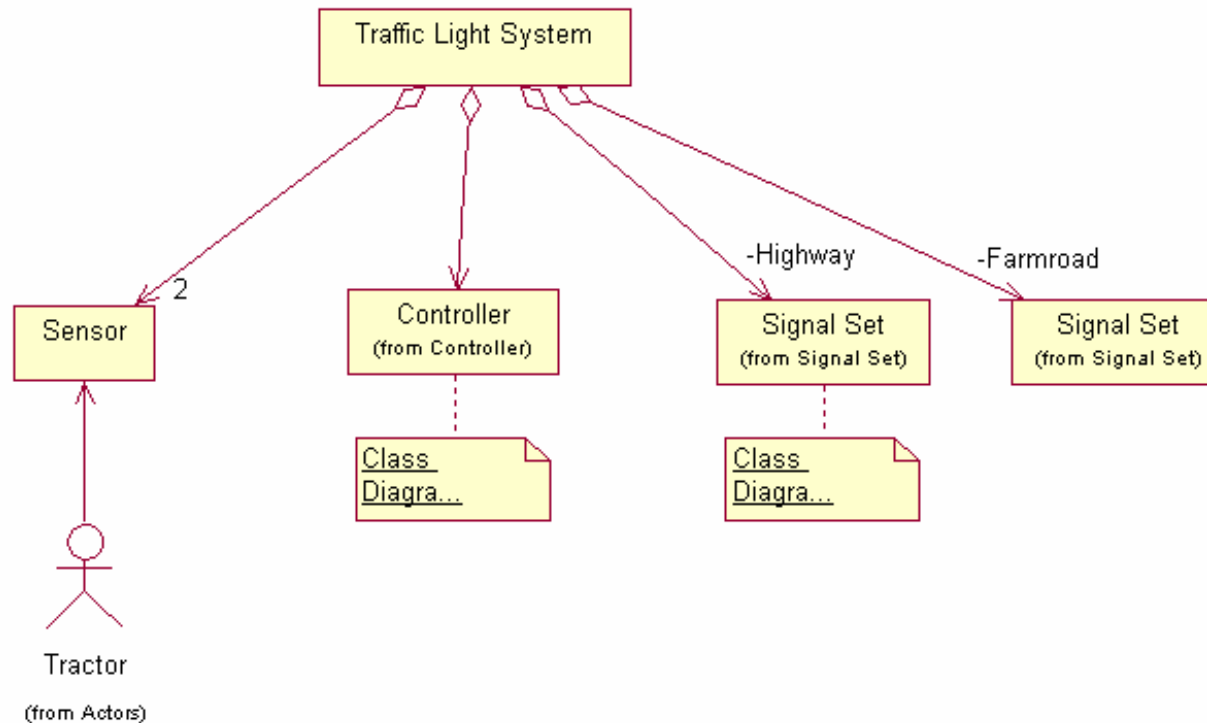 Traffic Light System
-Highway
-Farmroad
2
Sensor
Controller
(from Controller)
Signal Set
(from Signal Set)
Signal Set
(from Signal Set)
Class
Diagra...
Class
Diagra...
Tractor
(from Actors)